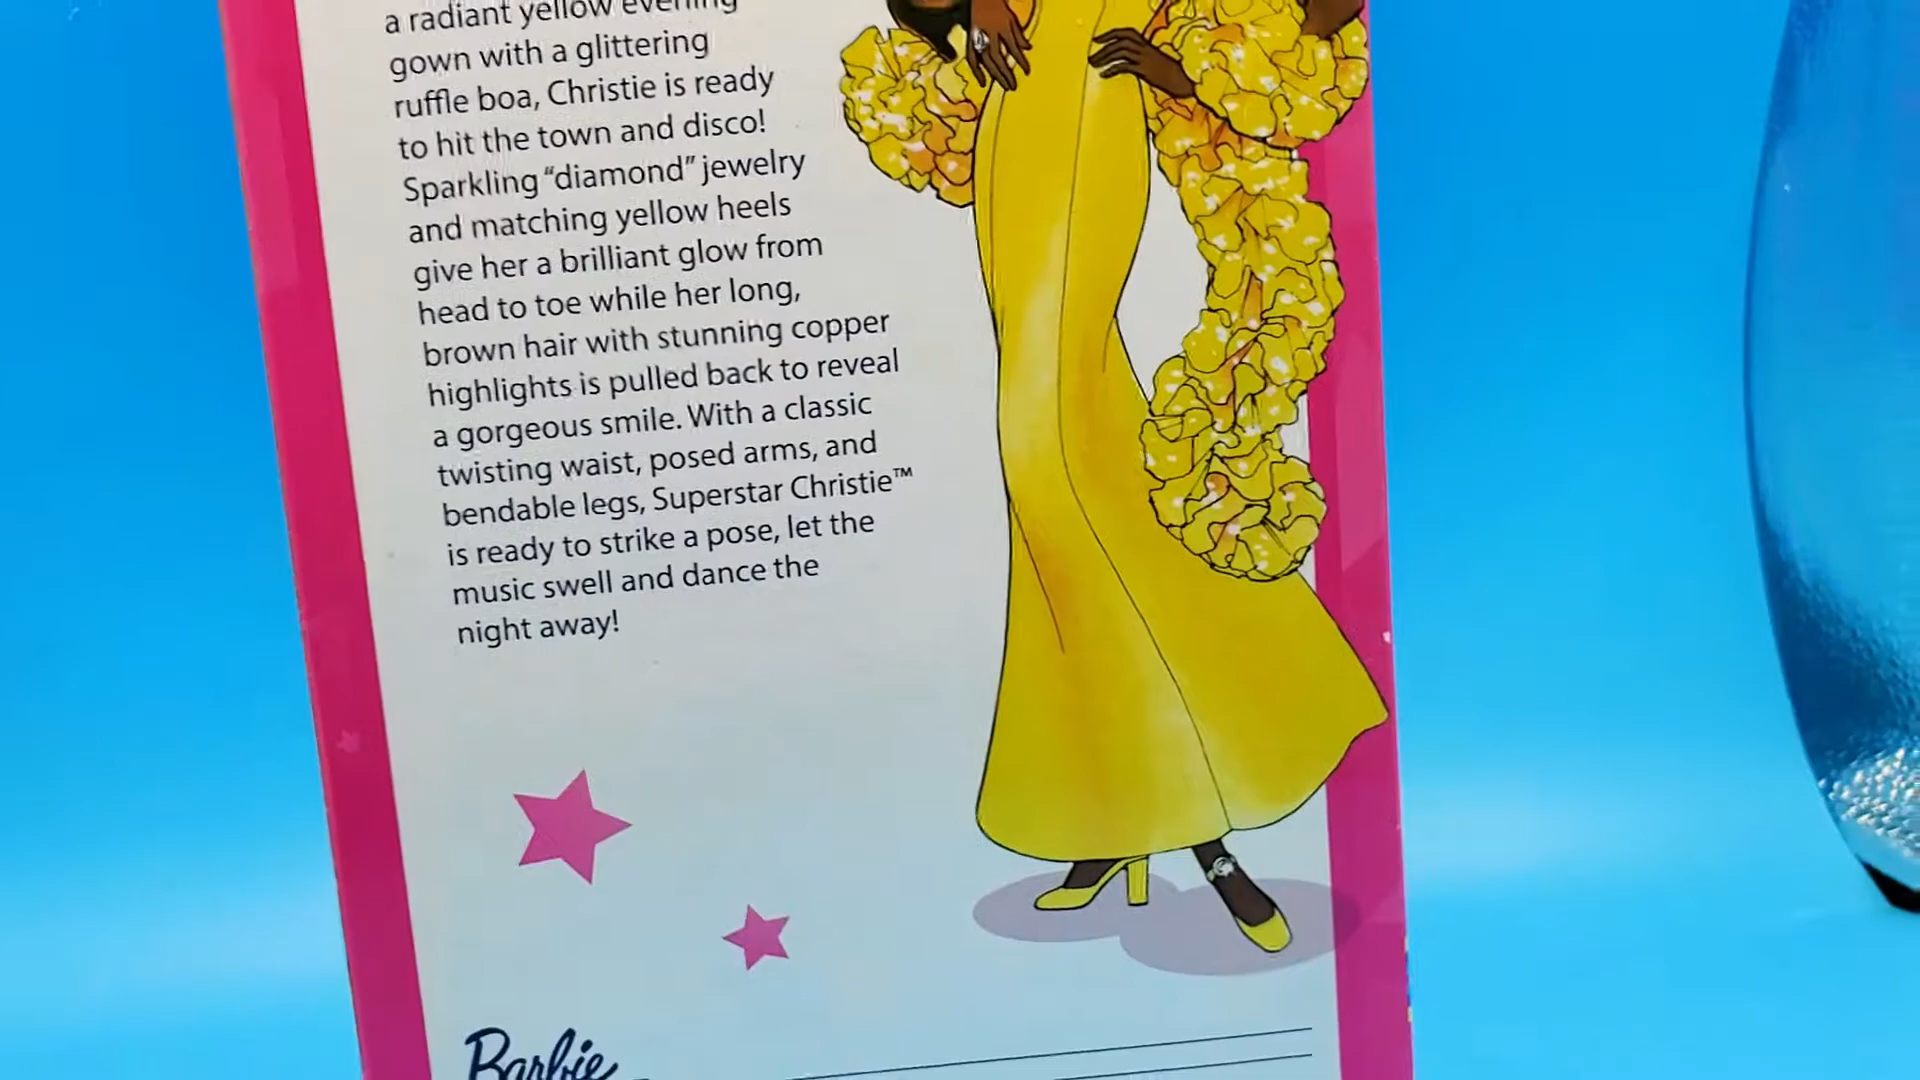 a radiant yellow evening
gown with a glittering
ruffle boa, Christie is ready
to hit the town and disco!
Sparkling “diamond” jewelry
and matching yellow heels
give her a brilliant glow from
head to toe while her long,
brown hair with stunning copper
highlights is pulled back to reveal
a gorgeous smile. With a classic
twisting waist, posed arms, and
bendable legs, Superstar Christie™
is ready to strike a pose, let the
music swell and dance the
night away!
Barbie